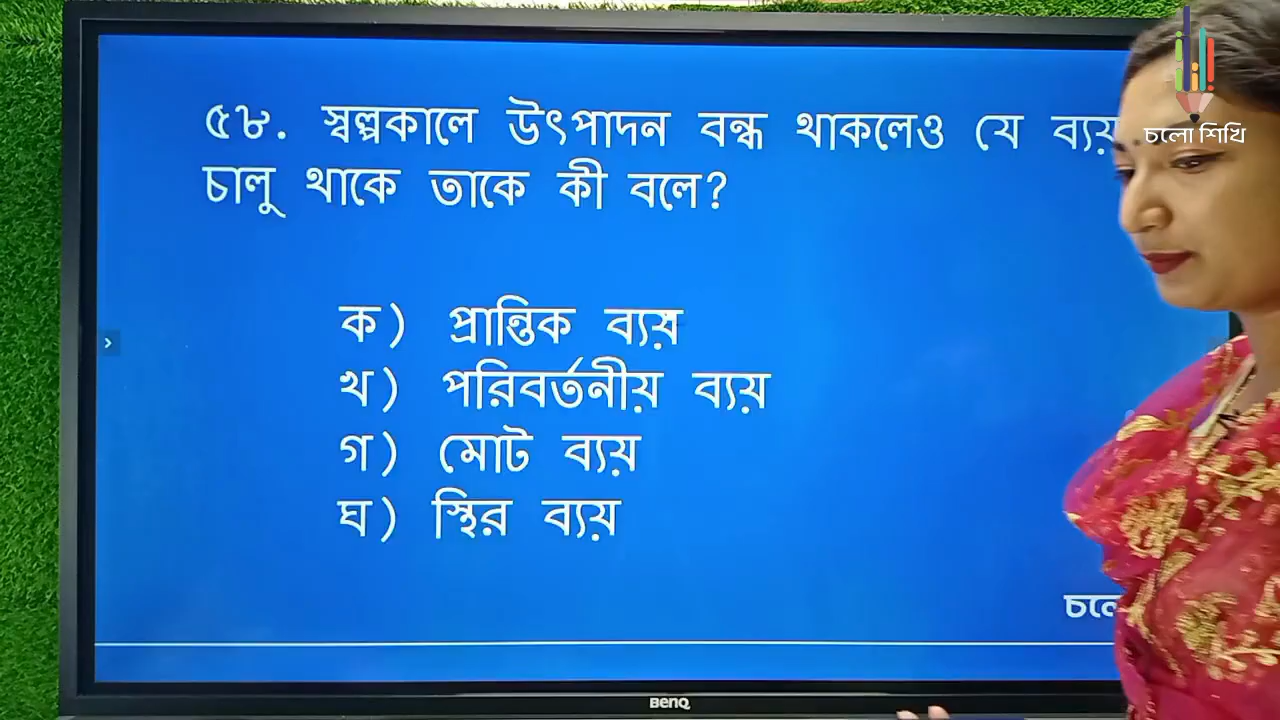 ৫৮. স্বল্পকালে উৎপাদন বন্ধ থাকলেও যে ব্যয়
চালু থাকে তাকে কী বলে?
ক) প্রান্তিক ব্যয়
খ) পরিবর্তনীয় ব্যয়
গ) মোট ব্যয়
ঘ) স্থির ব্যয়
চলো শিখি
BenQ